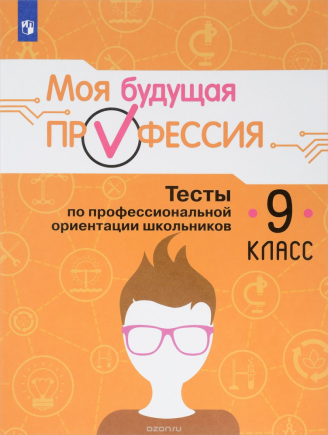 Моя будущая
ПРОФЕССИЯ
Тесты
по профессиональной
ориентации школьников
• 9 •
КЛАСС
ozon.ru